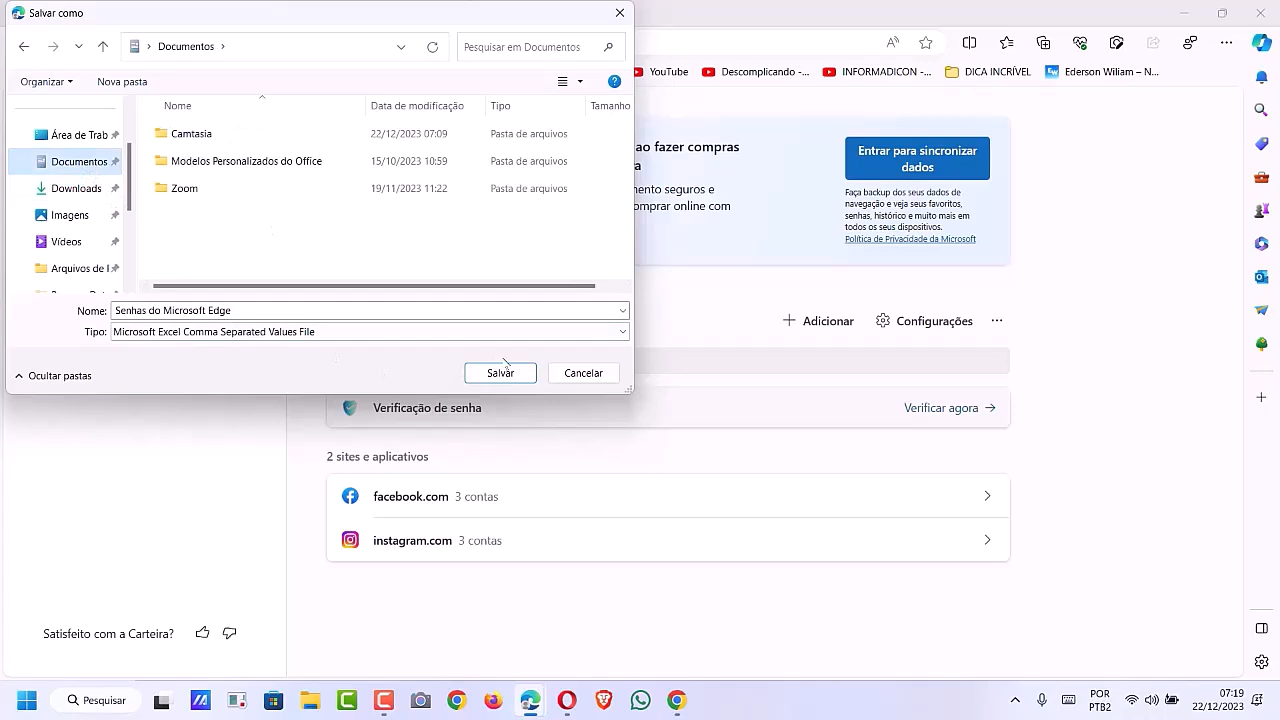 Salvar como
Documentos
Pesquisar em Documentos
Organizar
Nova pasta
Nome
Data de modificação
Tipo
Tamanho
Área de Trab
Documentos
Downloads
Imagens
Vídeos
Camtasia 22/12/2023 07:09 Pasta de arquivos
Modelos Personalizados do Office 15/10/2023 10:59 Pasta de arquivos
Zoom 19/11/2023 11:22 Pasta de arquivos
Nome: Senhas do Microsoft Edge
Tipo: Microsoft Excel Comma Separated Values File
Ocultar pastas
Salvar
Cancelar
YouTube
Descomplicando -...
INFORMADICON -...
DICA INCRÍVEL
Ederson Wiliam – N...
ao fazer compras
mento seguros e
omprar online com
Entrar para sincronizar
dados
Faça backup dos seus dados de
navegação e veja seus favoritos,
senhas, histórico e muito mais em
todos os seus dispositivos.
Política de Privacidade da Microsoft
Adicionar
Configurações
Verificação de senha
Verificar agora
2 sites e aplicativos
facebook.com 3 contas
instagram.com 3 contas
Satisfeito com a Carteira?
Pesquisar
POR
PTB2
07:19
22/12/2023